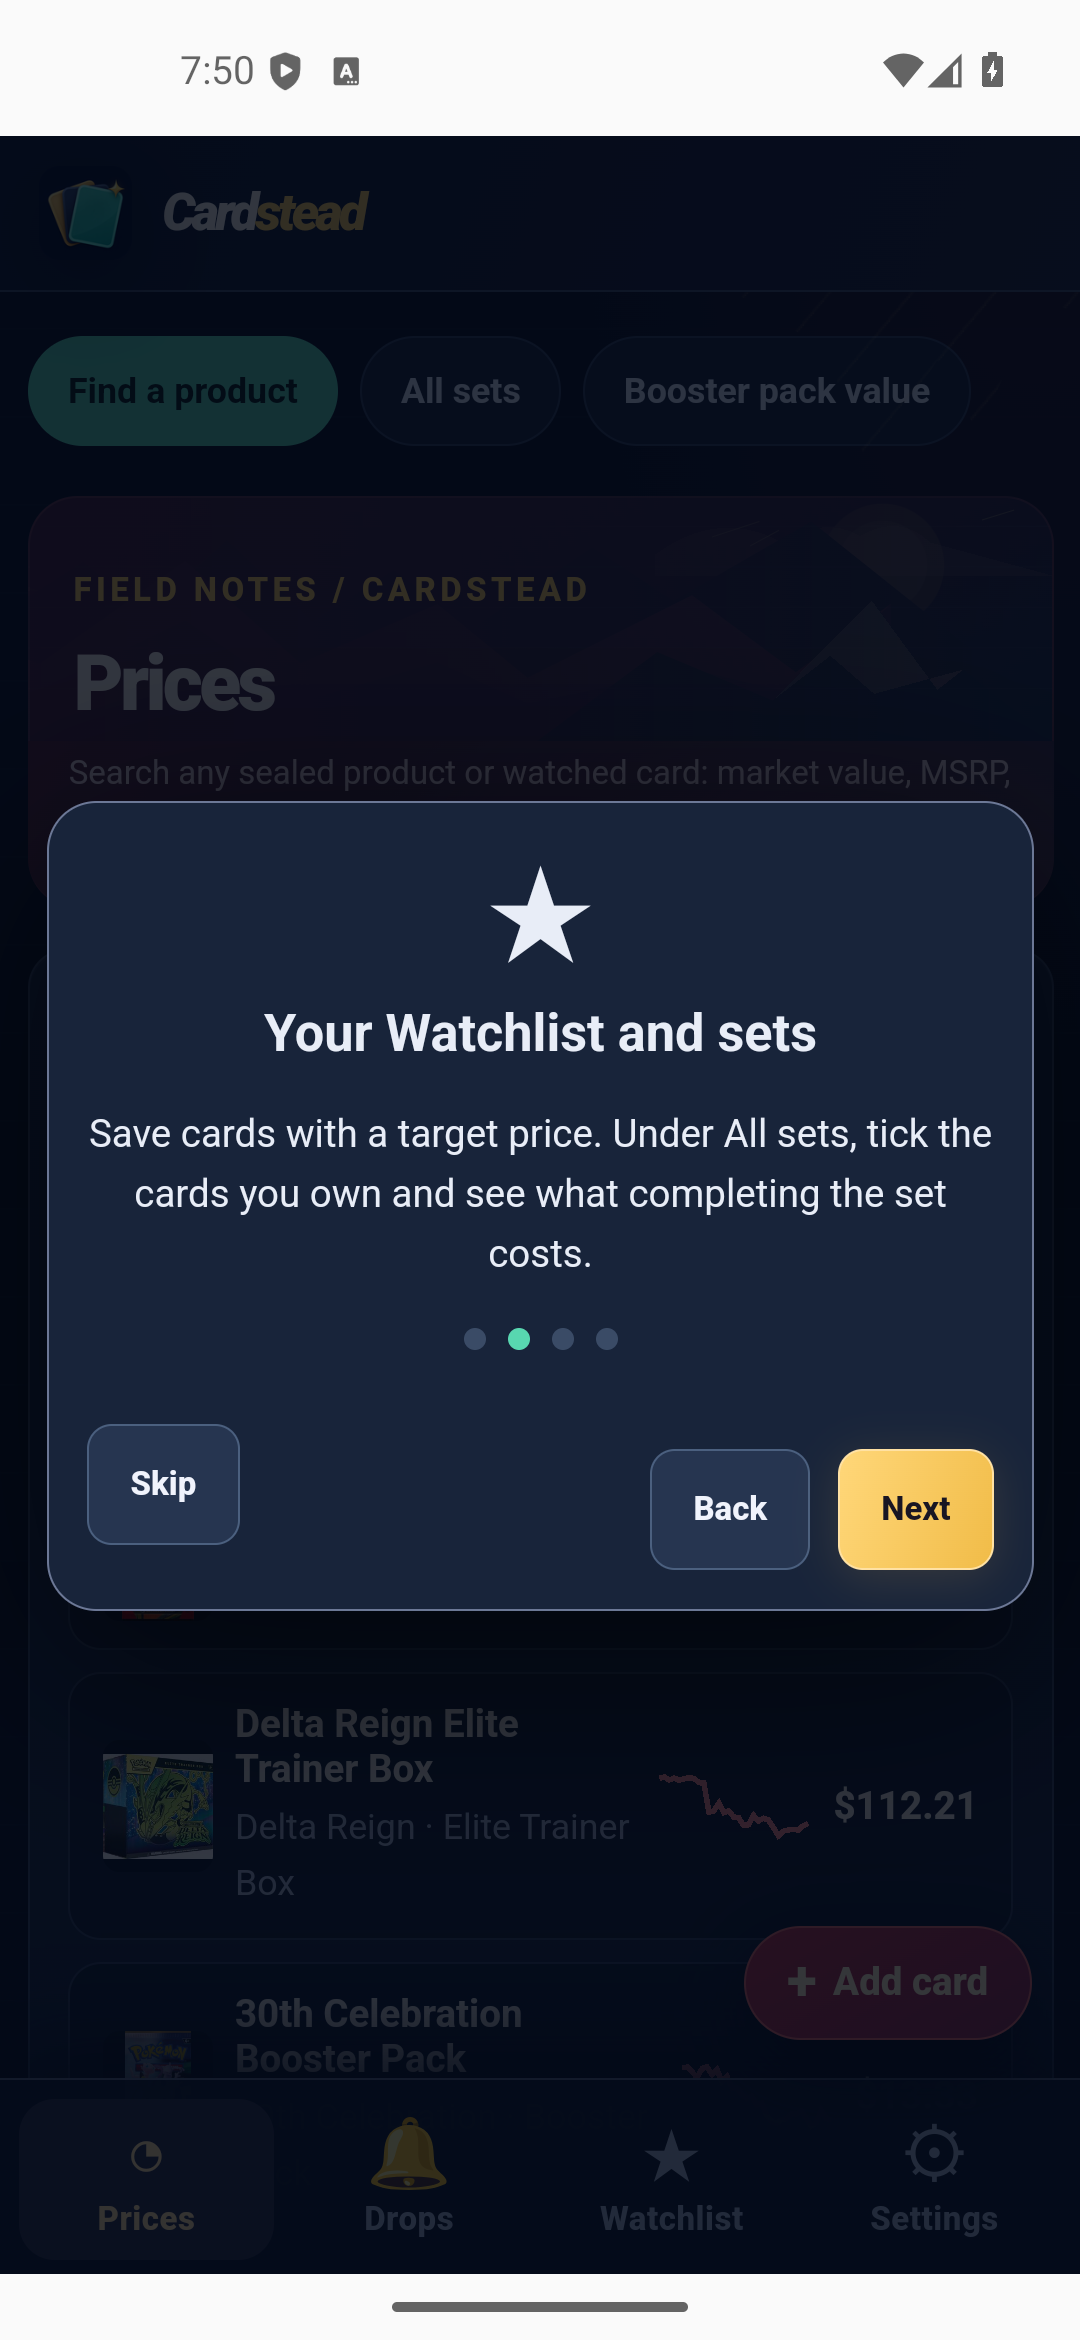 7:50
Cardstead
Find a product
All sets
Booster pack value
FIELD NOTES / CARDSTEAD
Prices
Search any sealed product or watched card: market value, MSRP,
★
Your Watchlist and sets
Save cards with a target price. Under All sets, tick the
cards you own and see what completing the set
costs.
Skip
Back
Next
Delta Reign Elite
Trainer Box
Delta Reign · Elite Trainer
Box
$112.21
30th Celebration
Booster Pack
+ Add card
Prices
Drops
Watchlist
Settings